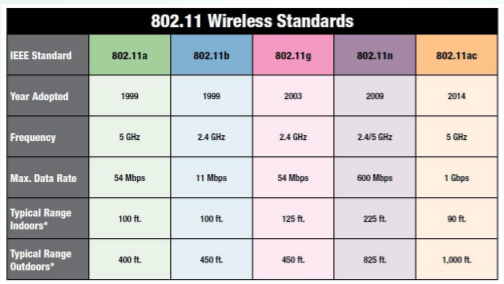 802.11 Wireless Standards
IEEE Standard 802.11a 802.11b 802.11g 802.11n 802.11ac
Year Adopted 1999 1999 2003 2009 2014
Frequency 5 GHz 2.4 GHz 2.4 GHz 2.4/5 GHz 5 GHz
Max. Data Rate 54 Mbps 11 Mbps 54 Mbps 600 Mbps 1 Gbps
Typical Range
Indoors* 100 ft. 100 ft. 125 ft. 225 ft. 90 ft.
Typical Range
Outdoors* 400 ft. 450 ft. 450 ft. 825 ft. 1,000 ft.